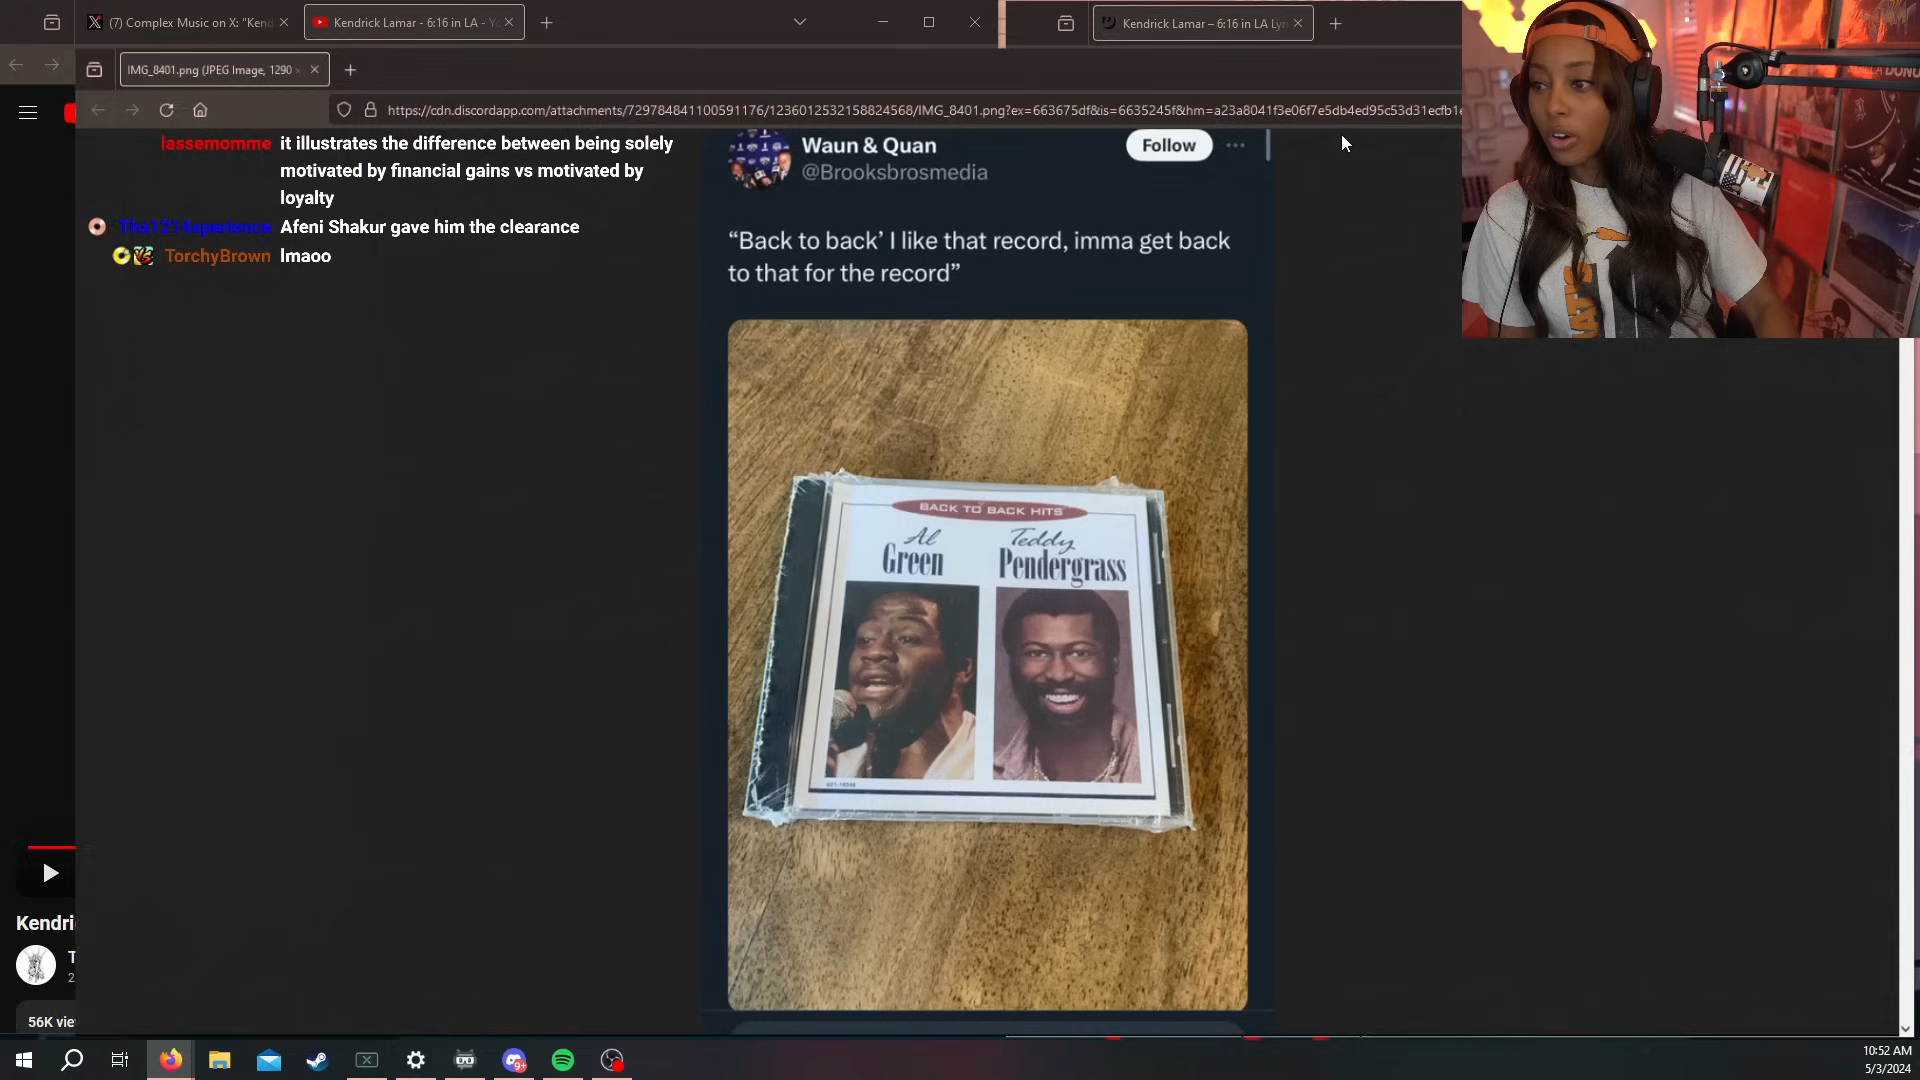 (7) Complex Music on X: "Kend
Kendrick Lamar - 6:16 in LA - Yo
Kendrick Lamar – 6:16 in LA Lyr
IMG_8401.png (JPEG Image, 1290
https://cdn.discordapp.com/attachments/729784841100591176/1236012532158824568/IMG_8401.png?ex=663675df&is=6635245f&hm=a23a8041f3e06f7e5db4ed95c53d31ecfb1e
lassemomme it illustrates the difference between being solely
motivated by financial gains vs motivated by
loyalty
Tha1214xperience Afeni Shakur gave him the clearance
TorchyBrown lmaoo
Waun & Quan
@Brooksbrosmedia
Follow
“Back to back’ I like that record, imma get back
to that for the record”
BACK TO BACK HITS
Al
Green
Teddy
Pendergrass
Kendri
T
2
56K vie
10:52 AM
5/3/2024